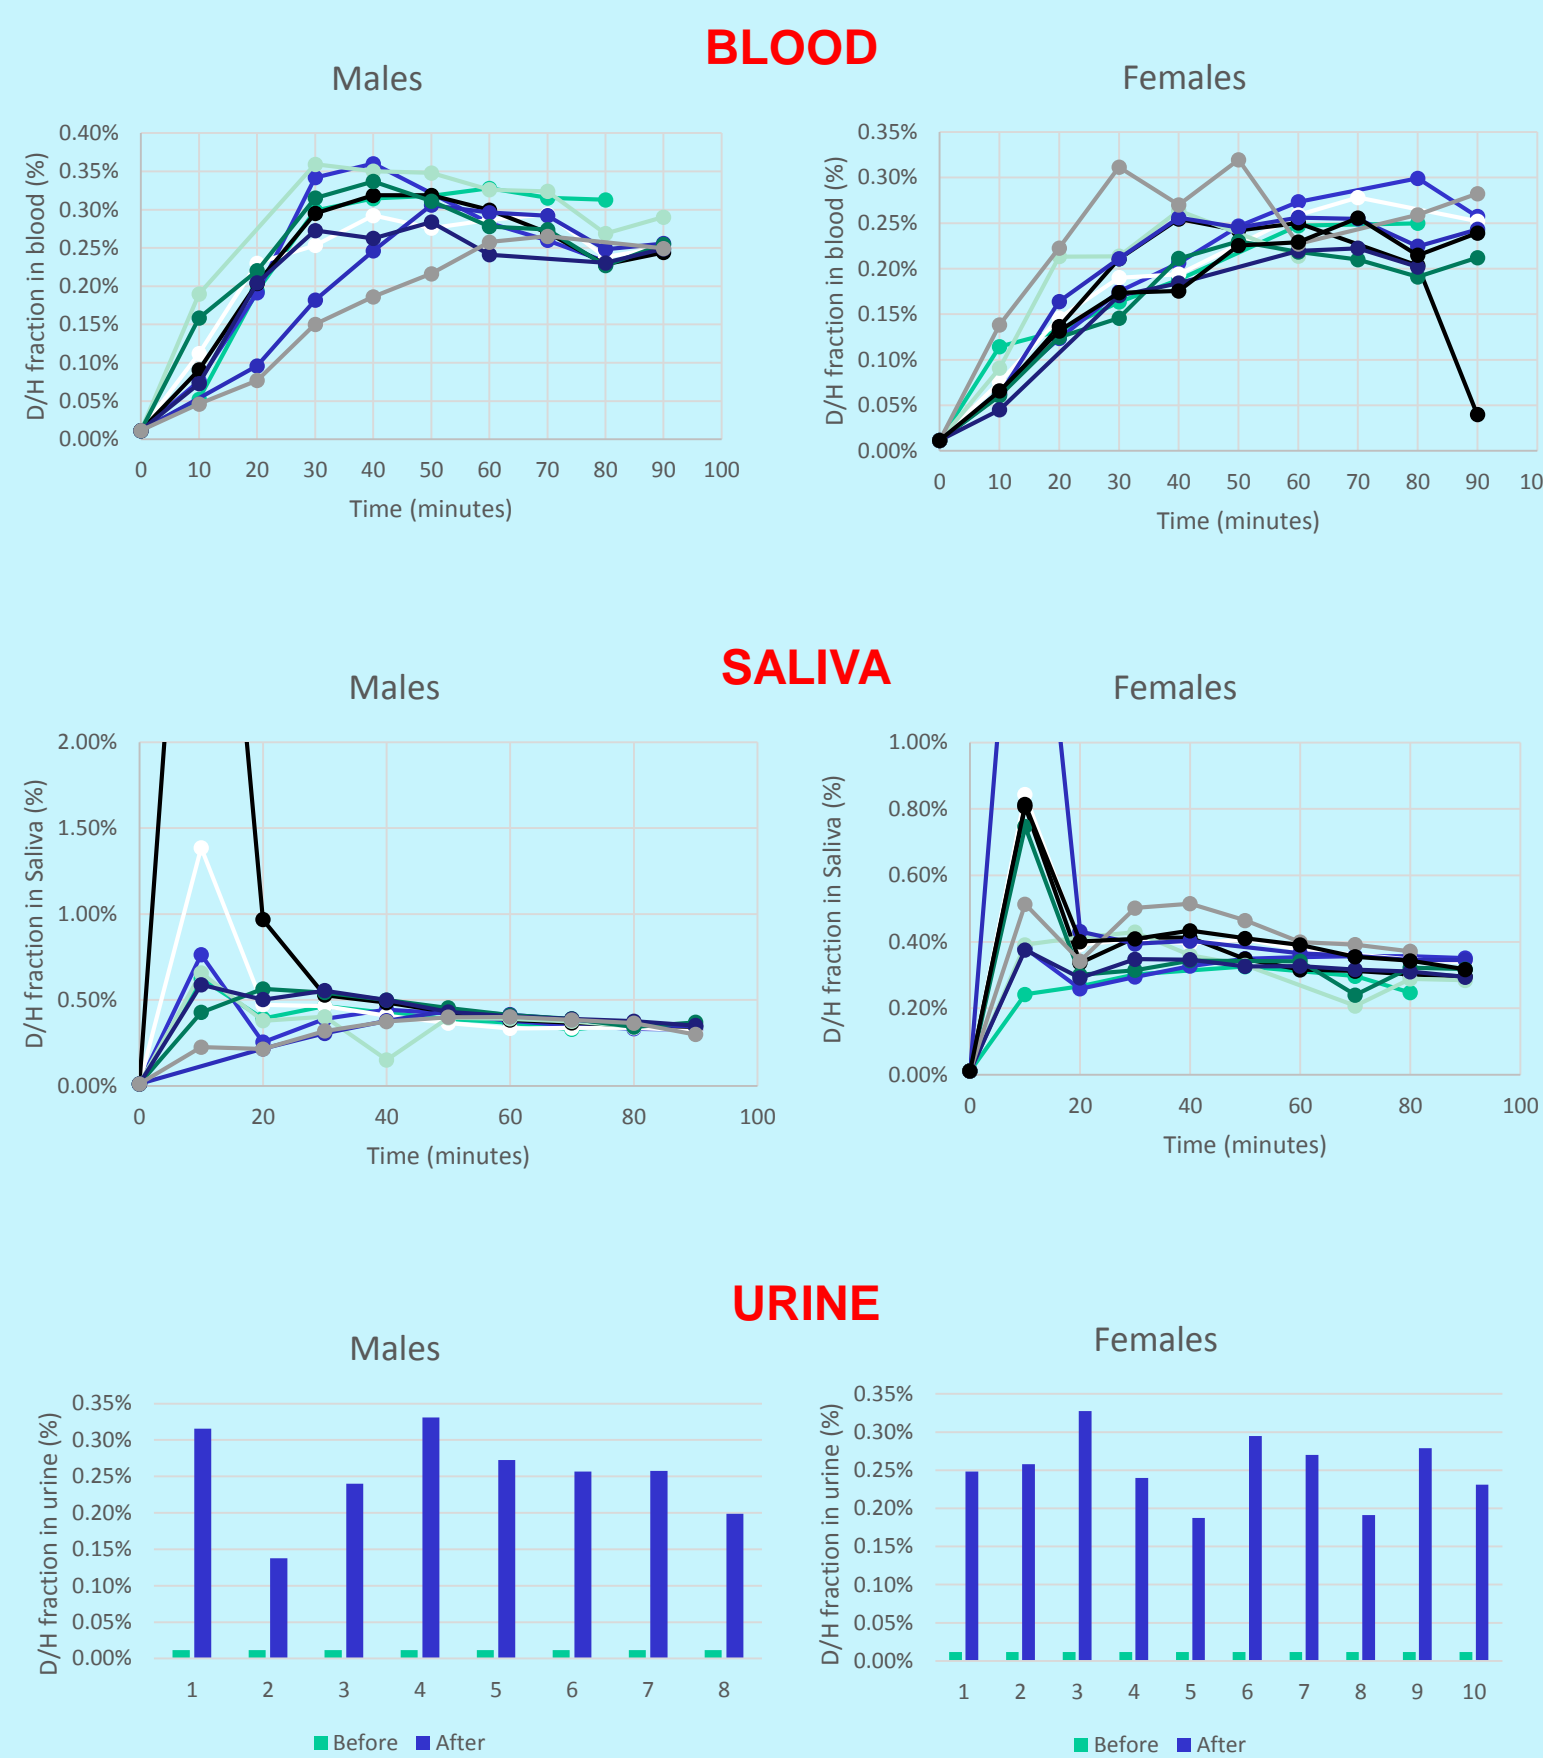 BLOOD
Males
Females
D/H fraction in blood (%)
0.40%
0.35%
0.30%
0.25%
0.20%
0.15%
0.10%
0.05%
0.00%
0 10 20 30 40 50 60 70 80 90 100
Time (minutes)
D/H fraction in blood (%)
0.35%
0.30%
0.25%
0.20%
0.15%
0.10%
0.05%
0.00%
0 10 20 30 40 50 60 70 80 90 10
Time (minutes)
SALIVA
Males
Females
D/H fraction in Saliva (%)
2.00%
1.50%
1.00%
0.50%
0.00%
0 20 40 60 80 100
Time (minutes)
D/H fraction in Saliva (%)
1.00%
0.80%
0.60%
0.40%
0.20%
0.00%
0 20 40 60 80 100
Time (minutes)
URINE
Males
Females
D/H fraction in urine (%)
0.35%
0.30%
0.25%
0.20%
0.15%
0.10%
0.05%
0.00%
1 2 3 4 5 6 7 8
Before After
D/H fraction in urine (%)
0.35%
0.30%
0.25%
0.20%
0.15%
0.10%
0.05%
0.00%
1 2 3 4 5 6 7 8 9 10
Before After